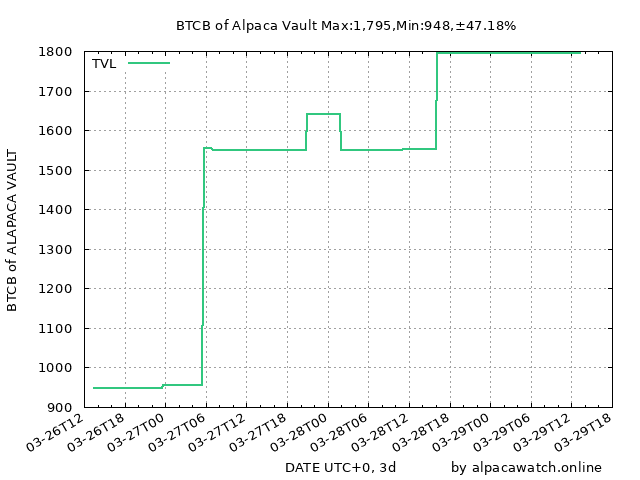 BTCB of Alpaca Vault Max:1,795,Min:948,±47.18%
TVL
1800
1700
1600
1500
1400
1300
1200
1100
1000
900
BTCB of ALAPACA VAULT
03-26T12
03-26T18
03-27T00
03-27T06
03-27T12
03-27T18
03-28T00
03-28T06
03-28T12
03-28T18
03-29T00
03-29T06
03-29T12
03-29T18
DATE UTC+0, 3d
by alpacawatch.online